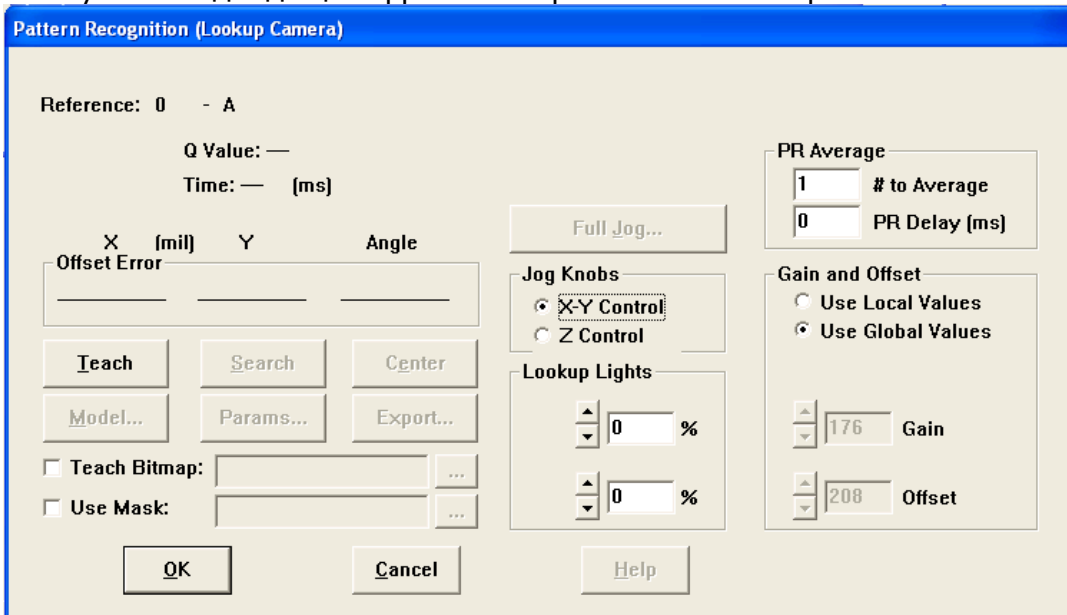 Pattern Recognition (Lookup Camera)
Reference: 0 - A
Q Value: —
Time: — (ms)
X (mil) Y Angle
Offset Error
Teach Search Center
Model... Params... Export...
Teach Bitmap: ...
Use Mask: ...
OK Cancel Help
Full Jog...
Jog Knobs
X-Y Control
Z Control
Lookup Lights
0 %
0 %
PR Average
1 # to Average
0 PR Delay (ms)
Gain and Offset
Use Local Values
Use Global Values
176 Gain
208 Offset